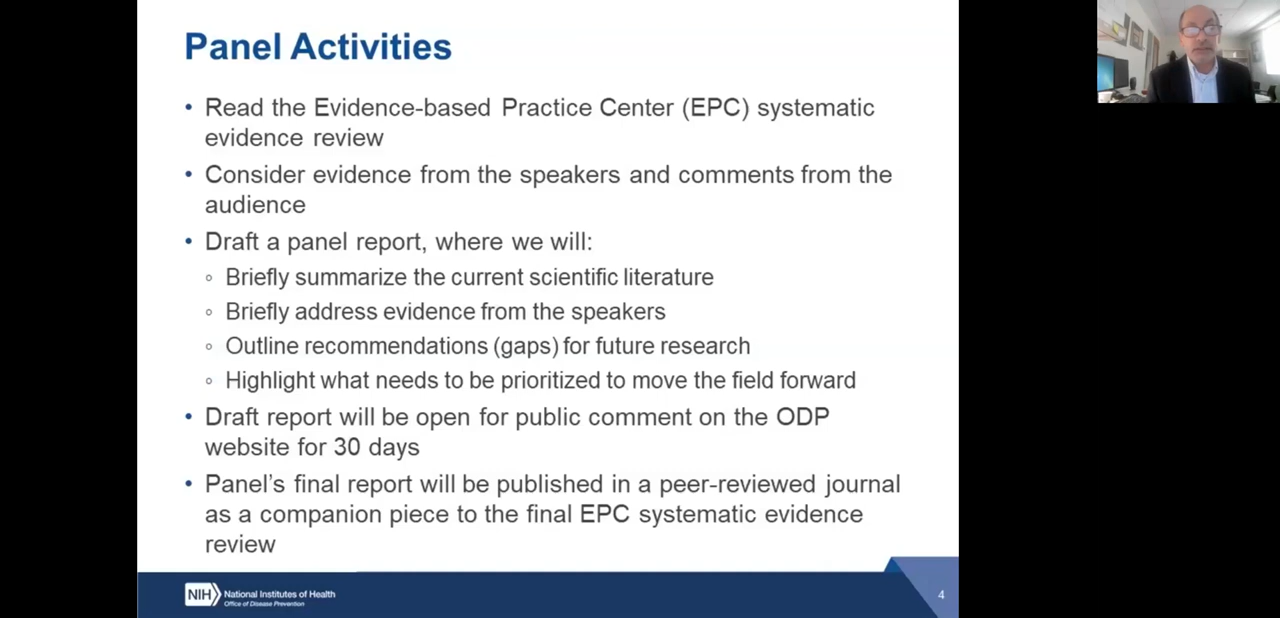 Panel Activities
• Read the Evidence-based Practice Center (EPC) systematic
evidence review
• Consider evidence from the speakers and comments from the
audience
• Draft a panel report, where we will:
◦ Briefly summarize the current scientific literature
◦ Briefly address evidence from the speakers
◦ Outline recommendations (gaps) for future research
◦ Highlight what needs to be prioritized to move the field forward
• Draft report will be open for public comment on the ODP
website for 30 days
• Panel’s final report will be published in a peer-reviewed journal
as a companion piece to the final EPC systematic evidence
review
NIH National Institutes of Health
Office of Disease Prevention
4